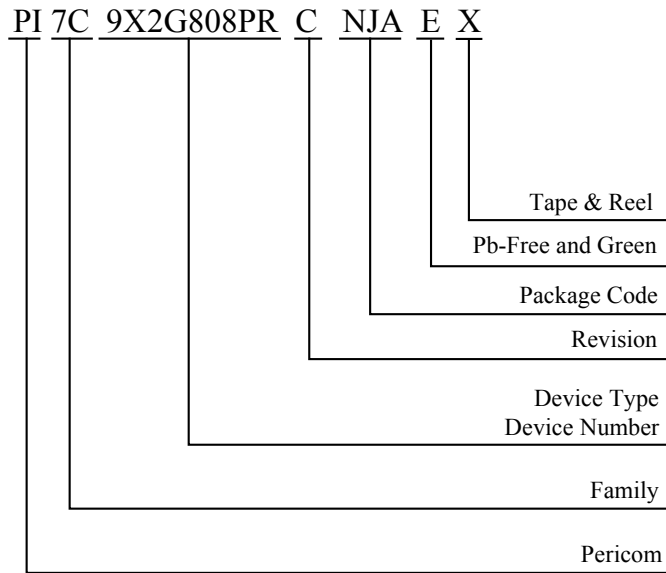 PI 7C 9X2G808PR C NJA E X
Tape & Reel
Pb-Free and Green
Package Code
Revision
Device Type
Device Number
Family
Pericom